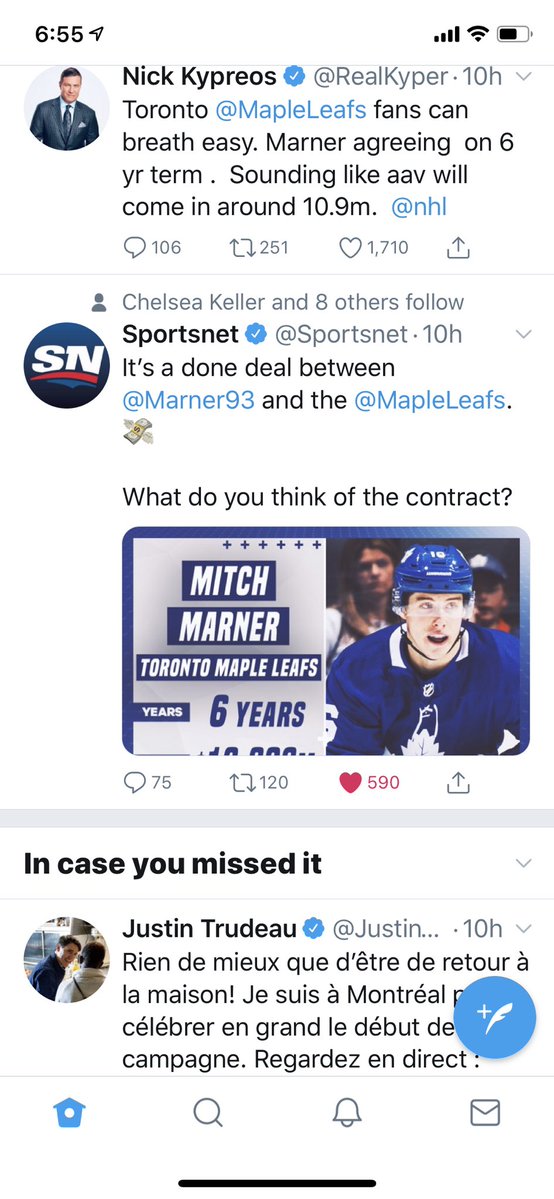 6:55
Nick Kypreos @RealKyper · 10h
Toronto @MapleLeafs fans can
breath easy. Marner agreeing on 6
yr term . Sounding like aav will
come in around 10.9m. @nhl
106 251 1,710
Chelsea Keller and 8 others follow
SN
Sportsnet @Sportsnet · 10h
It's a done deal between
@Marner93 and the @MapleLeafs.
What do you think of the contract?
MITCH
MARNER
TORONTO MAPLE LEAFS
YEARS 6 YEARS
16
75 120 590
In case you missed it
Justin Trudeau @Justin... · 10h
Rien de mieux que d'être de retour à
la maison! Je suis à Montréal
célébrer en grand le début de
campagne. Regardez en direct :